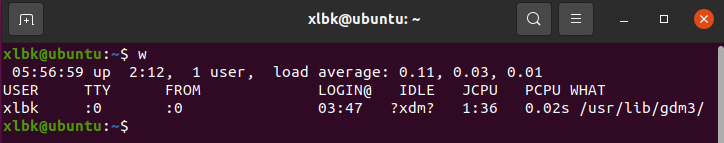 xlbk@ubuntu: ~
xlbk@ubuntu:~$ w
 05:56:59 up  2:12,  1 user,  load average: 0.11, 0.03, 0.01
USER     TTY      FROM             LOGIN@   IDLE   JCPU   PCPU WHAT
xlbk     :0       :0               03:47   ?xdm?   1:36   0.02s /usr/lib/gdm3/
xlbk@ubuntu:~$